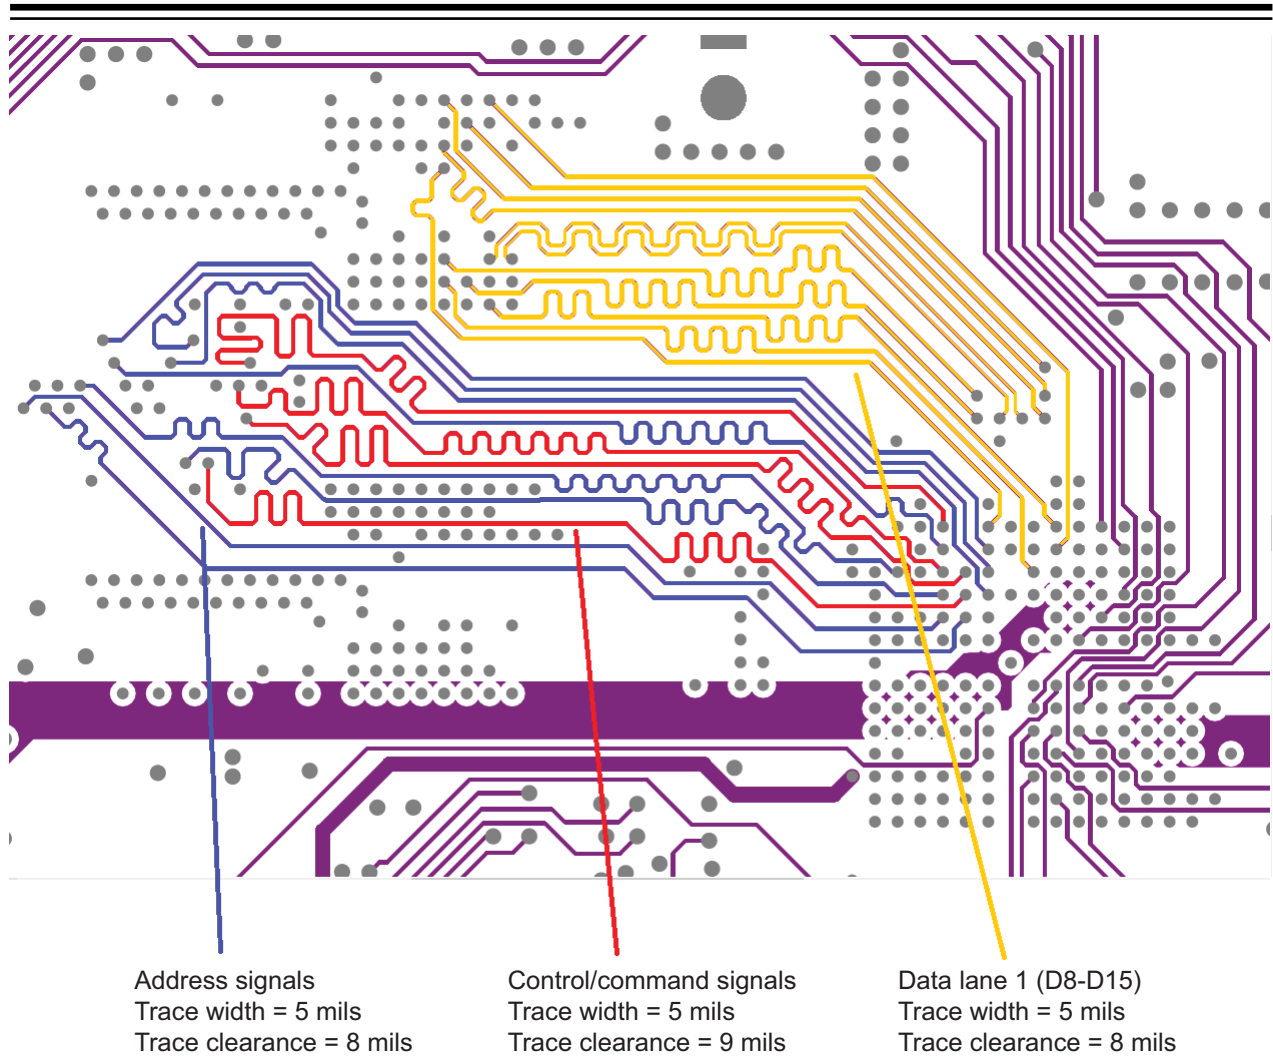 Address signals
Trace width = 5 mils
Trace clearance = 8 mils
Control/command signals
Trace width = 5 mils
Trace clearance = 9 mils
Data lane 1 (D8-D15)
Trace width = 5 mils
Trace clearance = 8 mils